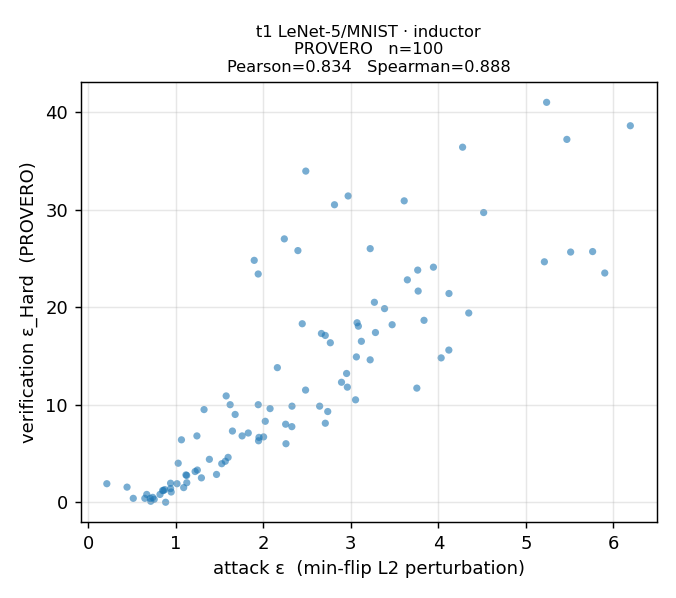 t1 LeNet-5/MNIST · inductor
PROVERO   n=100
Pearson=0.834   Spearman=0.888
40
30
20
10
0
verification ε_Hard  (PROVERO)
0 1 2 3 4 5 6
attack ε  (min-flip L2 perturbation)